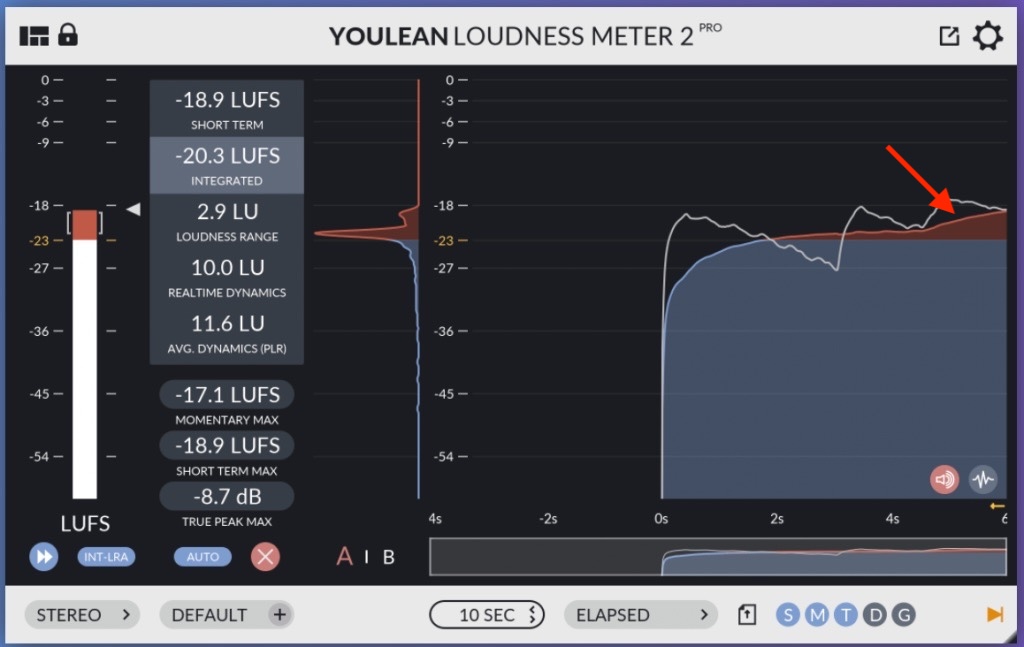 YOULEAN LOUDNESS METER 2 PRO
0
-3
-6
-9
-18
-23
-27
-36
-45
-54
LUFS
-18.9 LUFS
SHORT TERM
-20.3 LUFS
INTEGRATED
2.9 LU
LOUDNESS RANGE
10.0 LU
REALTIME DYNAMICS
11.6 LU
AVG. DYNAMICS (PLR)
-17.1 LUFS
MOMENTARY MAX
-18.9 LUFS
SHORT TERM MAX
-8.7 dB
TRUE PEAK MAX
0
-3
-6
-9
-18
-23
-27
-36
-45
-54
4s -2s 0s 2s 4s 6
INT-LRA AUTO A I B
STEREO DEFAULT + 10 SEC ELAPSED S M T D G